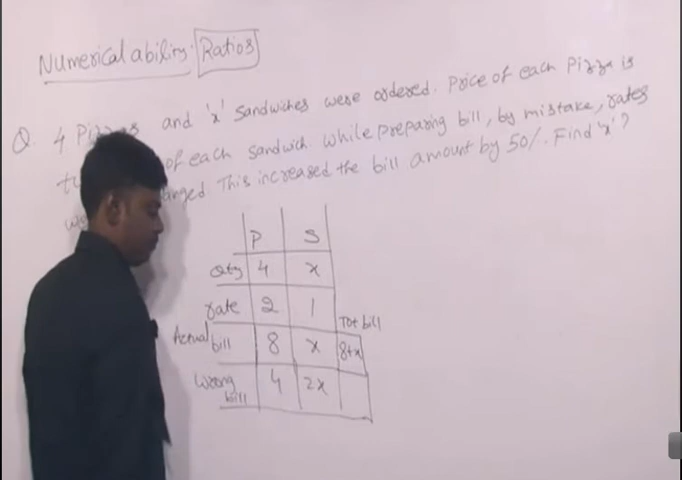 Numerical ability. Ratios
Q. 4 Pizzas and 'x' Sandwiches were ordered. Price of each Pizza is
of each sandwich. While preparing bill, by mistake, rates
This increased the bill amount by 50%. Find 'x'?
P S
Qty 4 x
rate 2 1
Tot bill
Actual bill 8 x 8+x
Wrong bill 4 2x